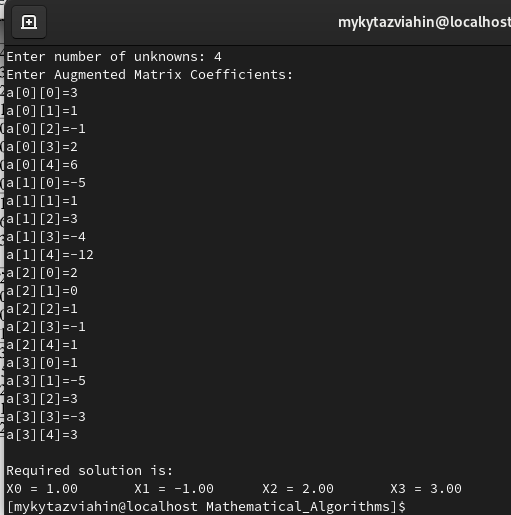 mykytazviahin@localhost
Enter number of unknowns: 4
Enter Augmented Matrix Coefficients:
a[0][0]=3
a[0][1]=1
a[0][2]=-1
a[0][3]=2
a[0][4]=6
a[1][0]=-5
a[1][1]=1
a[1][2]=3
a[1][3]=-4
a[1][4]=-12
a[2][0]=2
a[2][1]=0
a[2][2]=1
a[2][3]=-1
a[2][4]=1
a[3][0]=1
a[3][1]=-5
a[3][2]=3
a[3][3]=-3
a[3][4]=3
Required solution is:
X0 = 1.00 X1 = -1.00 X2 = 2.00 X3 = 3.00
[mykytazviahin@localhost Mathematical_Algorithms]$